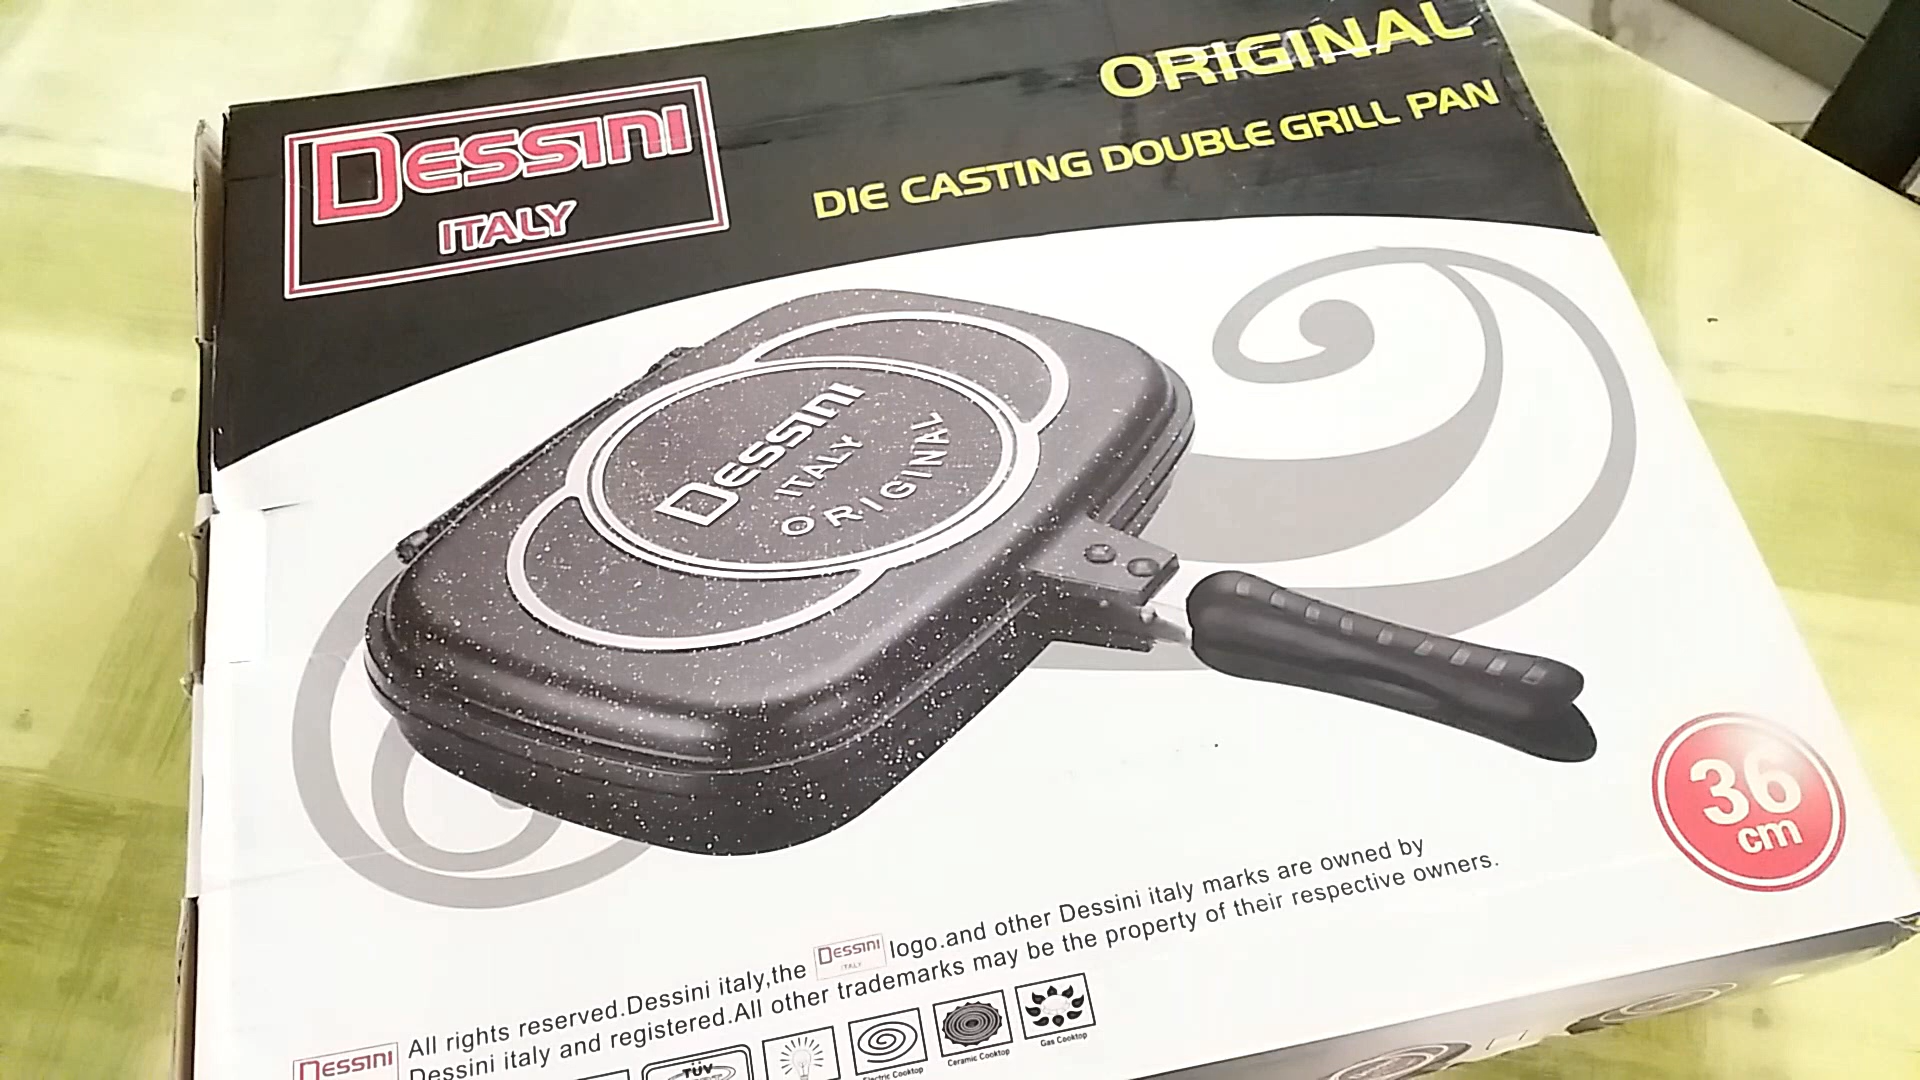 DESSINI
ITALY
ORIGINAL
DIE CASTING DOUBLE GRILL PAN
DESSINI
ITALY
ORIGINAL
36
cm
All rights reserved.Dessini italy,the DESSINI ITALY logo.and other Dessini italy marks are owned by
Dessini italy and registered.All other trademarks may be the property of their respective owners.
DESSINI
TÜV
Electric Cooktop
Ceramic Cooktop
Gas Cooktop